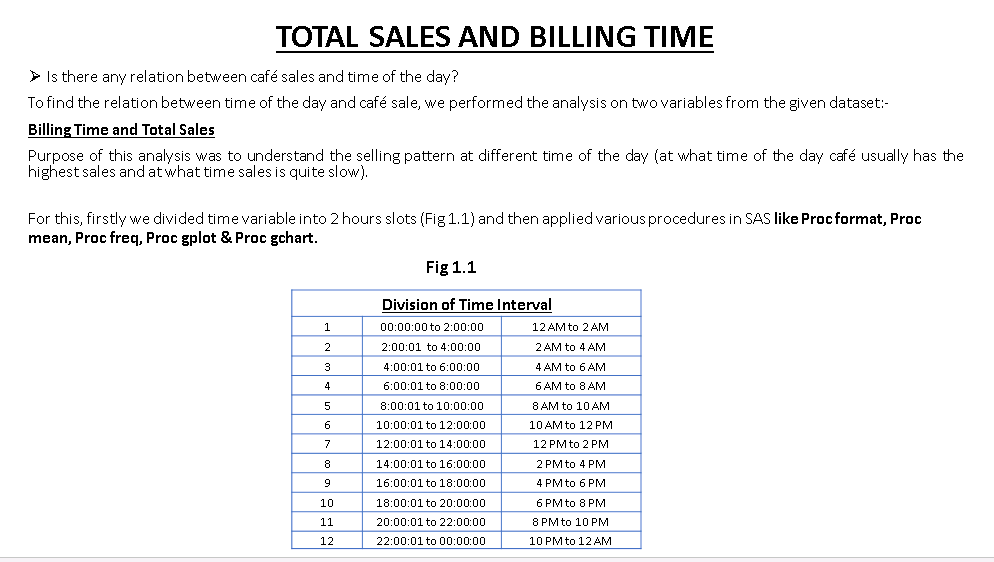 TOTAL SALES AND BILLING TIME
➤ Is there any relation between café sales and time of the day?
To find the relation between time of the day and café sale, we performed the analysis on two variables from the given dataset:-
Billing Time and Total Sales
Purpose of this analysis was to understand the selling pattern at different time of the day (at what time of the day café usually has the
highest sales and at what time sales is quite slow).
For this, firstly we divided time variable into 2 hours slots (Fig 1.1) and then applied various procedures in SAS like Proc format, Proc
mean, Proc freq, Proc gplot & Proc gchart.
Fig 1.1
Division of Time Interval
1 00:00:00 to 2:00:00 12 AM to 2 AM
2 2:00:01 to 4:00:00 2 AM to 4 AM
3 4:00:01 to 6:00:00 4 AM to 6 AM
4 6:00:01 to 8:00:00 6 AM to 8 AM
5 8:00:01 to 10:00:00 8 AM to 10 AM
6 10:00:01 to 12:00:00 10 AM to 12 PM
7 12:00:01 to 14:00:00 12 PM to 2 PM
8 14:00:01 to 16:00:00 2 PM to 4 PM
9 16:00:01 to 18:00:00 4 PM to 6 PM
10 18:00:01 to 20:00:00 6 PM to 8 PM
11 20:00:01 to 22:00:00 8 PM to 10 PM
12 22:00:01 to 00:00:00 10 PM to 12 AM